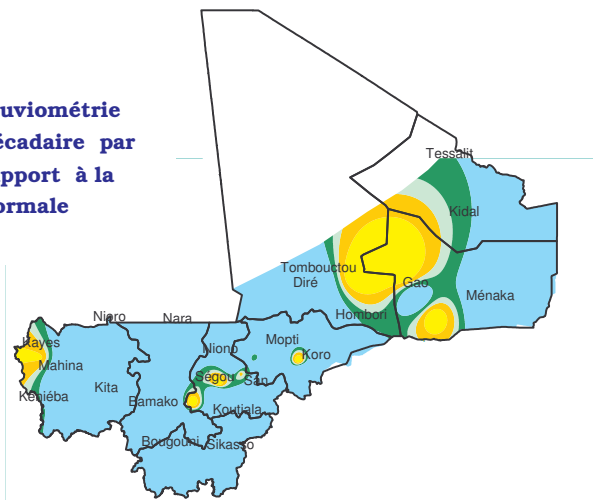 uviométrie
écadaire par
pport à la
ormale
Tessalit
Kidal
Tombouctou
Gao
Diré
Ménaka
Hombori
Nioro
Nara
Kayes
Niono
Mopti
Koro
Mahina
Ségou
San
Kita
Kéniéba
Bamako
Koutiala
Bougouni
Sikasso